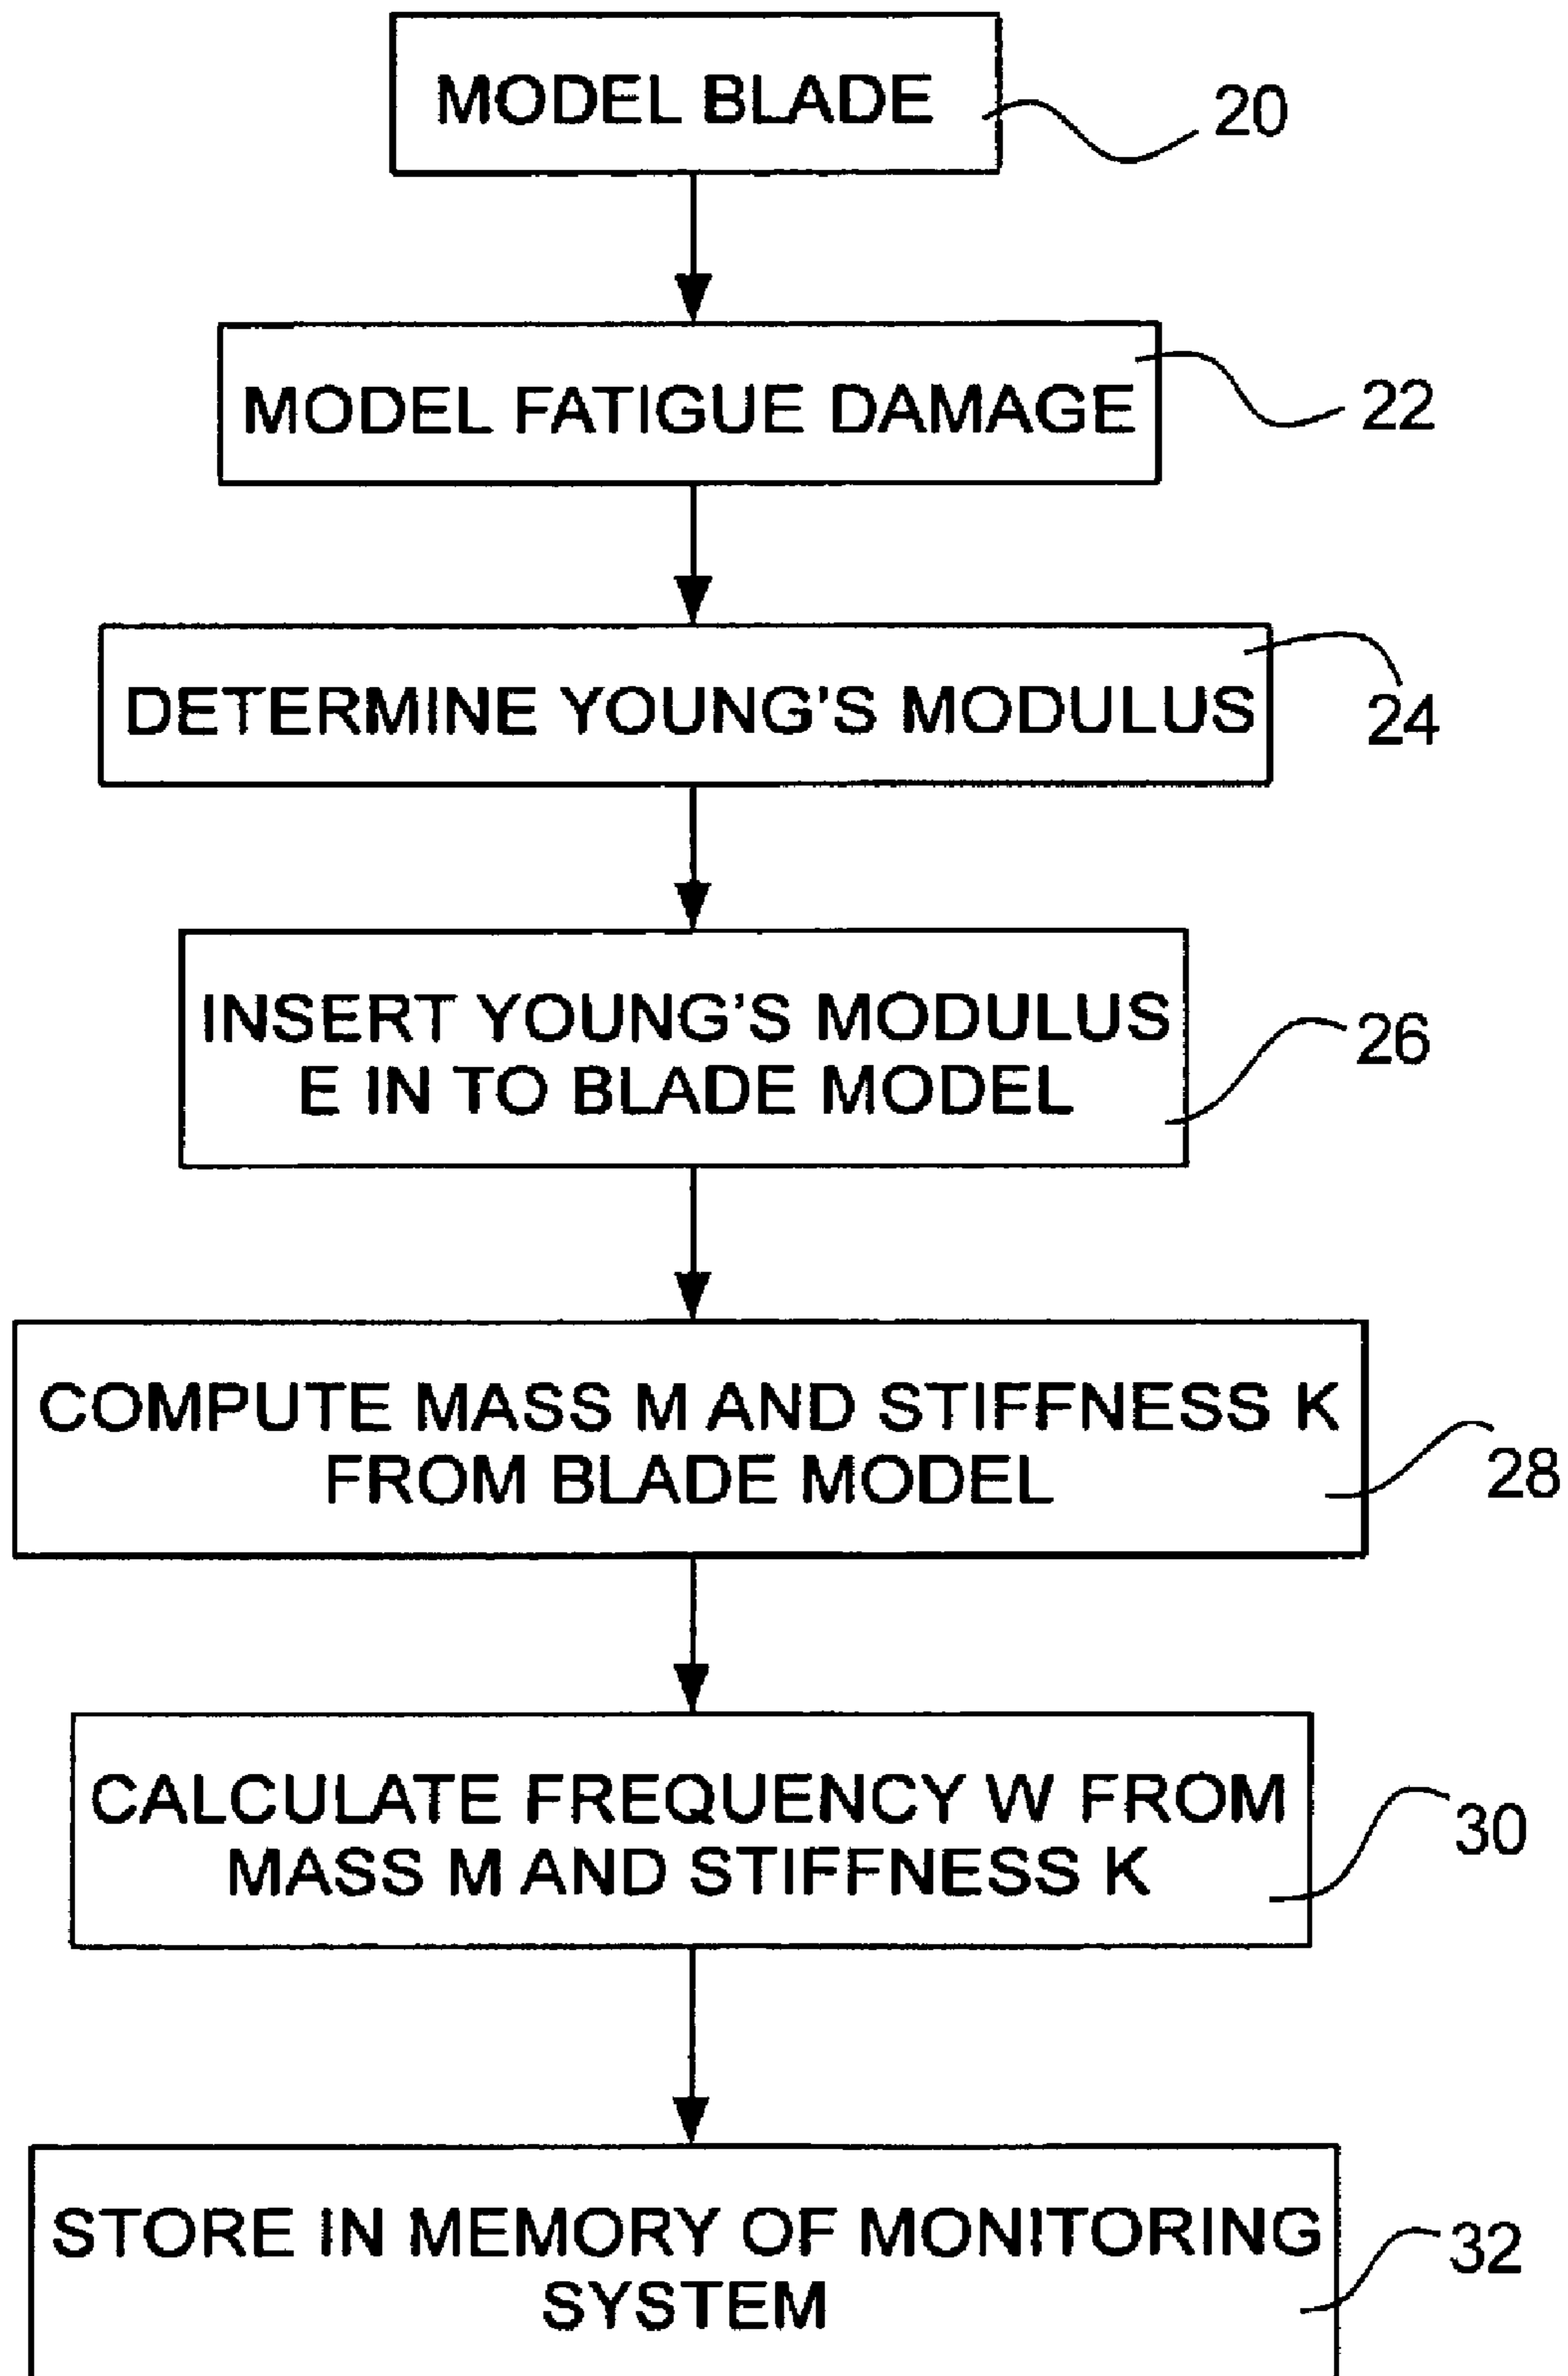 MODEL BLADE
20
MODEL FATIGUE DAMAGE
22
DETERMINE YOUNG'S MODULUS
24
INSERT YOUNG'S MODULUS
E IN TO BLADE MODEL
26
COMPUTE MASS M AND STIFFNESS K
FROM BLADE MODEL
28
CALCULATE FREQUENCY W FROM
MASS M AND STIFFNESS K
30
STORE IN MEMORY OF MONITORING
SYSTEM
32